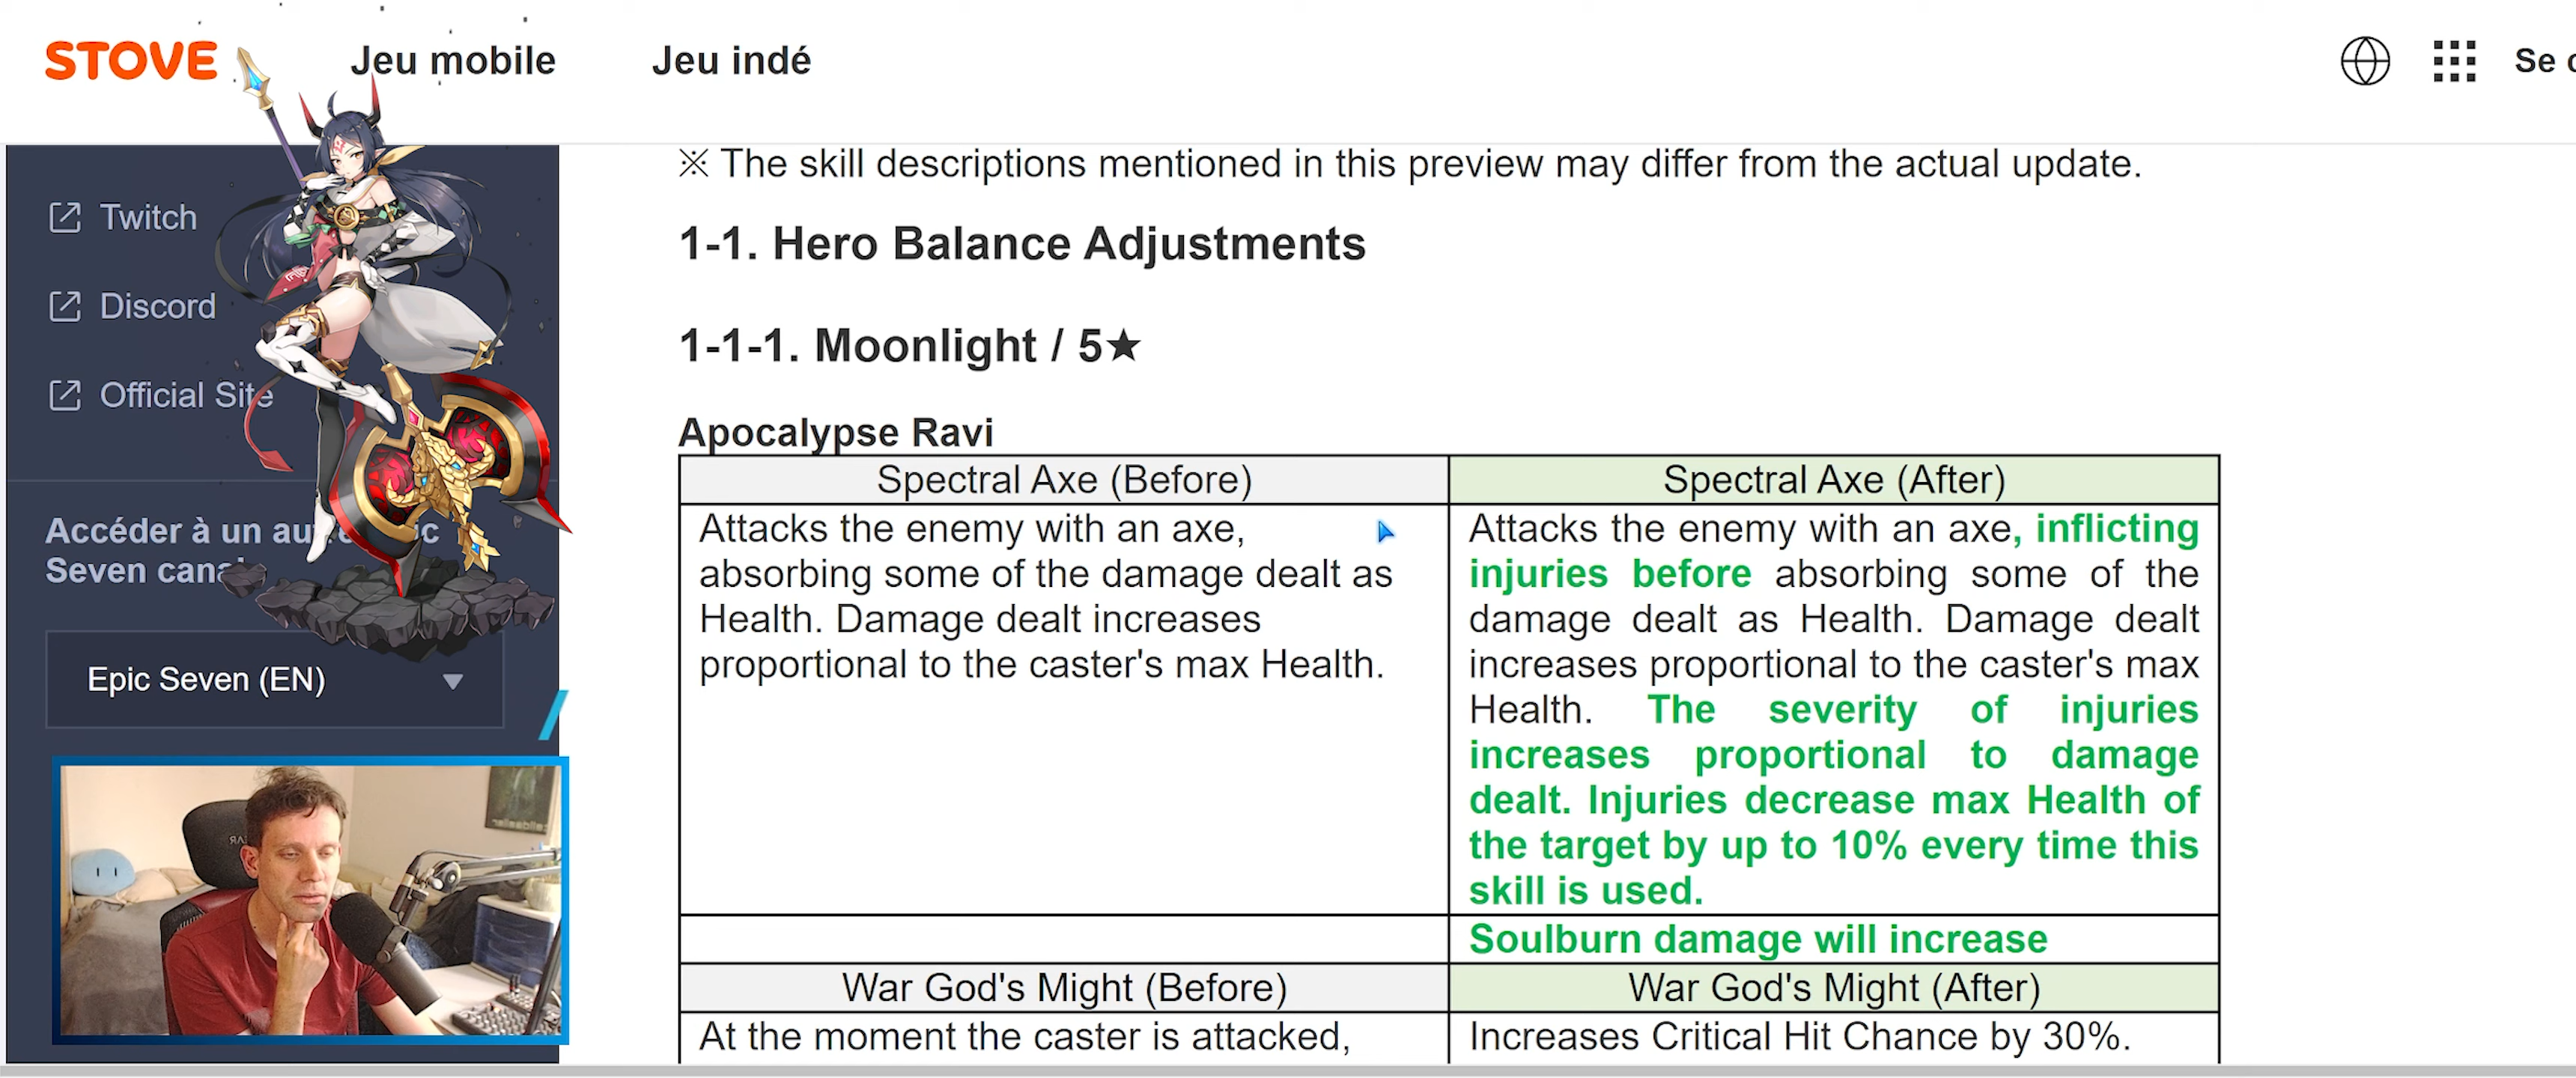 STOVE
Jeu mobile
Jeu indé
Se
Twitch
Discord
Official Site
Accéder à un
Seven
Epic Seven (EN)
※ The skill descriptions mentioned in this preview may differ from the actual update.
1-1. Hero Balance Adjustments
1-1-1. Moonlight / 5★
Apocalypse Ravi
Spectral Axe (Before)
Attacks the enemy with an axe,
absorbing some of the damage dealt as
Health. Damage dealt increases
proportional to the caster's max Health.
Spectral Axe (After)
Attacks the enemy with an axe, inflicting
injuries before absorbing some of the
damage dealt as Health. Damage dealt
increases proportional to the caster's max
Health. The severity of injuries
increases proportional to damage
dealt. Injuries decrease max Health of
the target by up to 10% every time this
skill is used.
Soulburn damage will increase
War God's Might (Before)
At the moment the caster is attacked,
War God's Might (After)
Increases Critical Hit Chance by 30%.